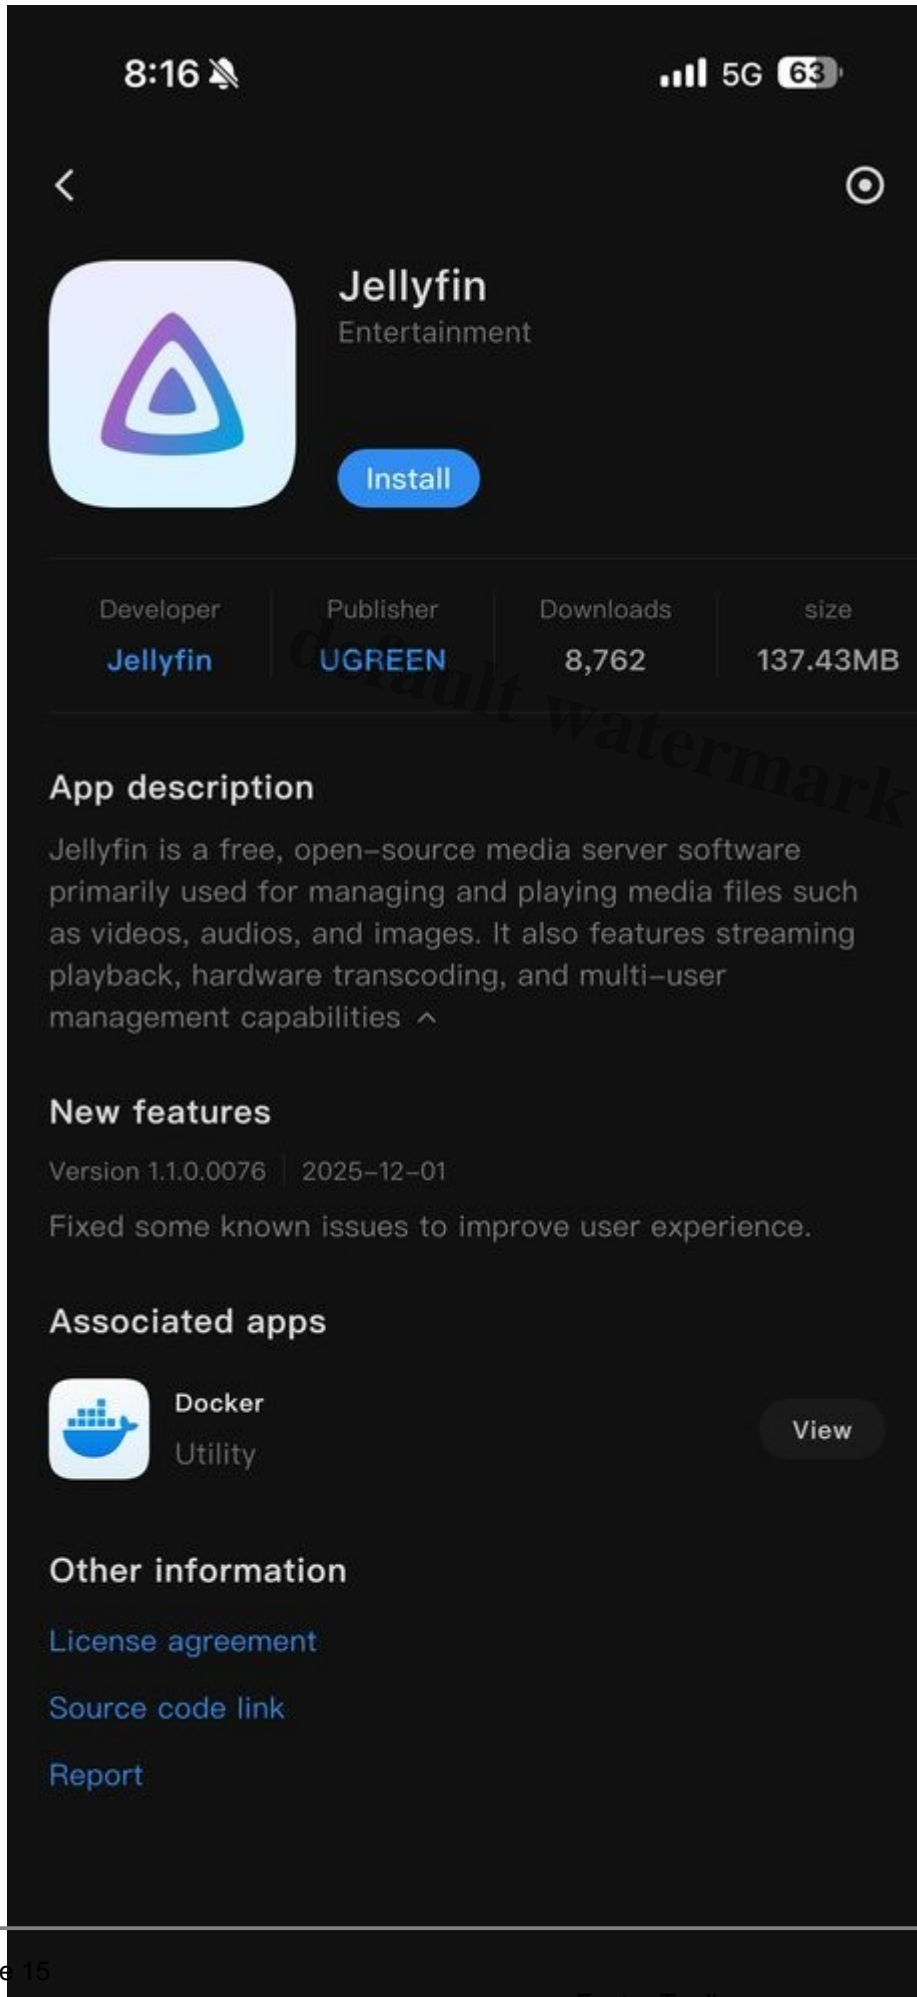 8:16
5G 63
Jellyfin
Entertainment
Install
Developer Publisher Downloads size
Jellyfin UGREEN 8,762 137.43MB
default watermark
App description
Jellyfin is a free, open-source media server software
primarily used for managing and playing media files such
as videos, audios, and images. It also features streaming
playback, hardware transcoding, and multi-user
management capabilities
New features
Version 1.1.0.0076 2025-12-01
Fixed some known issues to improve user experience.
Associated apps
Docker
Utility
View
Other information
License agreement
Source code link
Report
e 15